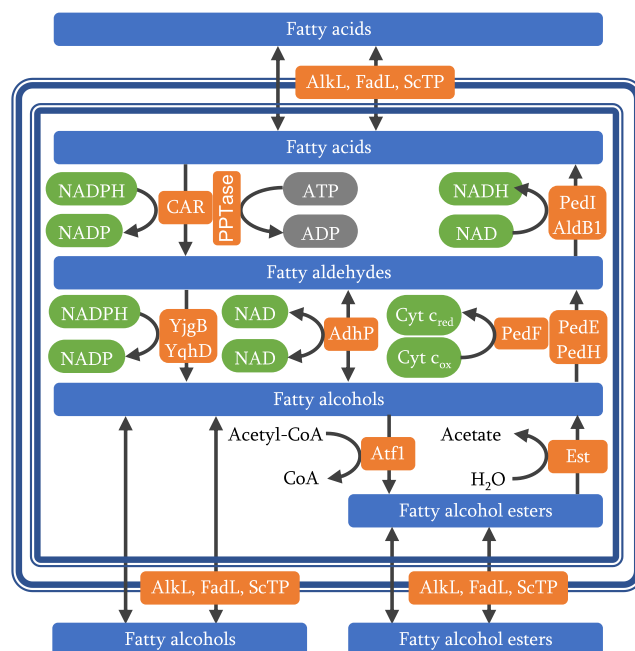 Fatty acids
AlkL, FadL, ScTP
Fatty acids
NADPH
NADP
CAR
PPTase
ATP
ADP
NADH
NAD
PedI
AldB1
Fatty aldehydes
NADPH
NADP
YjgB
YqhD
NAD
NAD
AdhP
Cyt c_red
Cyt c_ox
PedF
PedE
PedH
Fatty alcohols
Acetyl-CoA
CoA
Atf1
Acetate
H₂O
Est
Fatty alcohol esters
AlkL, FadL, ScTP
AlkL, FadL, ScTP
Fatty alcohols
Fatty alcohol esters